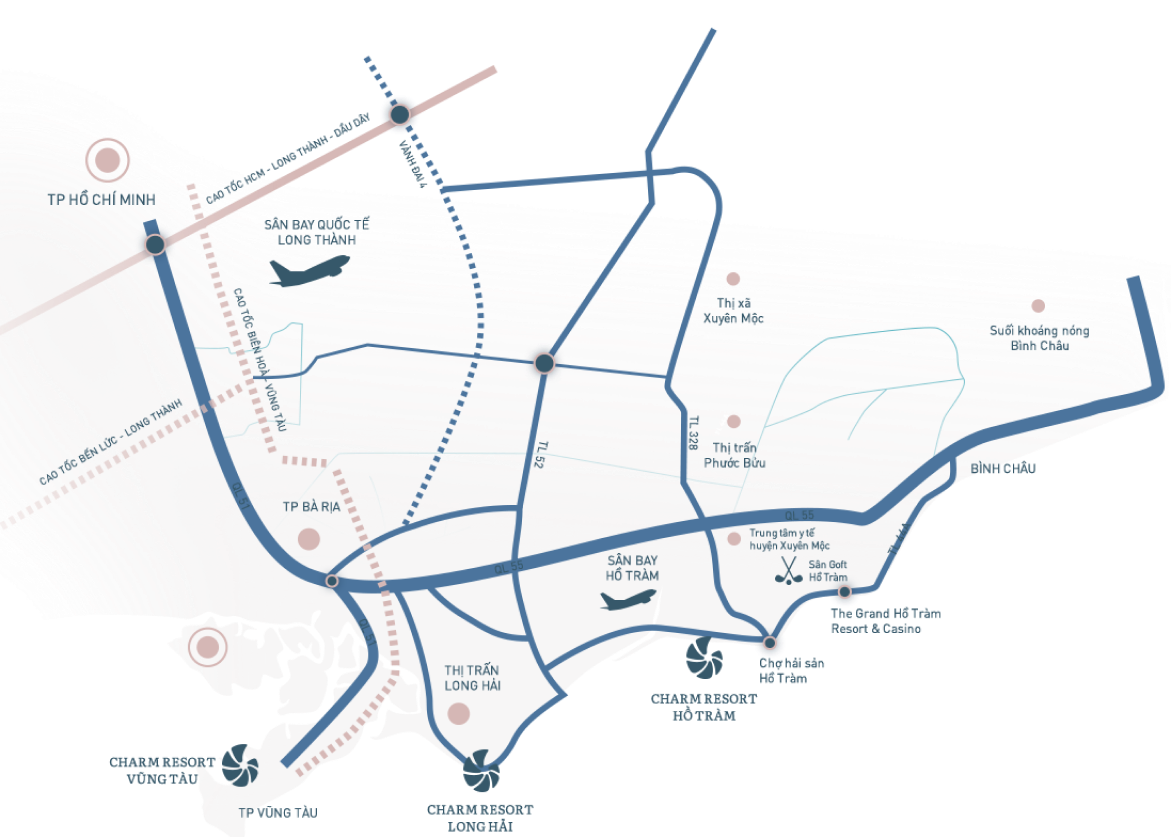 CAO TỐC HCM - LONG THÀNH - DẦU DÂY
VÀNH ĐAI 4
TP HỒ CHÍ MINH
SÂN BAY QUỐC TẾ
LONG THÀNH
CAO TỐC BIÊN HOÀ - VŨNG TÀU
Thị xã
Xuyên Mộc
Suối khoáng nóng
Bình Châu
CAO TỐC BẾN LỨC - LONG THÀNH
TL 328
TL 52
Thị trấn
Phước Bửu
BÌNH CHÂU
QL 51
TP BÀ RỊA
QL 55
Trung tâm y tế
huyện Xuyên Mộc
TL 44A
SÂN BAY
HỒ TRÀM
QL 55
Sân Goft
Hồ Tràm
The Grand Hồ Tràm
Resort & Casino
QL 51
Chợ hải sản
Hồ Tràm
THỊ TRẤN
LONG HẢI
CHARM RESORT
HỒ TRÀM
CHARM RESORT
VŨNG TÀU
TP VŨNG TÀU
CHARM RESORT
LONG HẢI